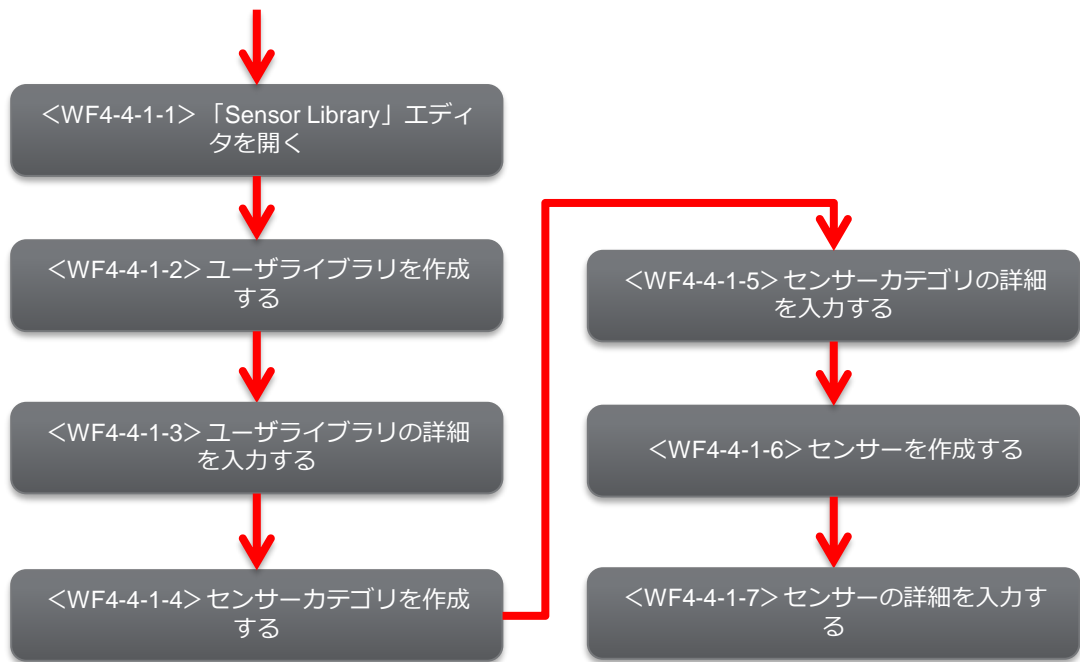 <WF4-4-1-1> 「Sensor Library」エディ
タを開く
<WF4-4-1-2> ユーザライブラリを作成
する
<WF4-4-1-3> ユーザライブラリの詳細
を入力する
<WF4-4-1-4> センサーカテゴリを作成
する
<WF4-4-1-5> センサーカテゴリの詳細
を入力する
<WF4-4-1-6> センサーを作成する
<WF4-4-1-7> センサーの詳細を入力す
る